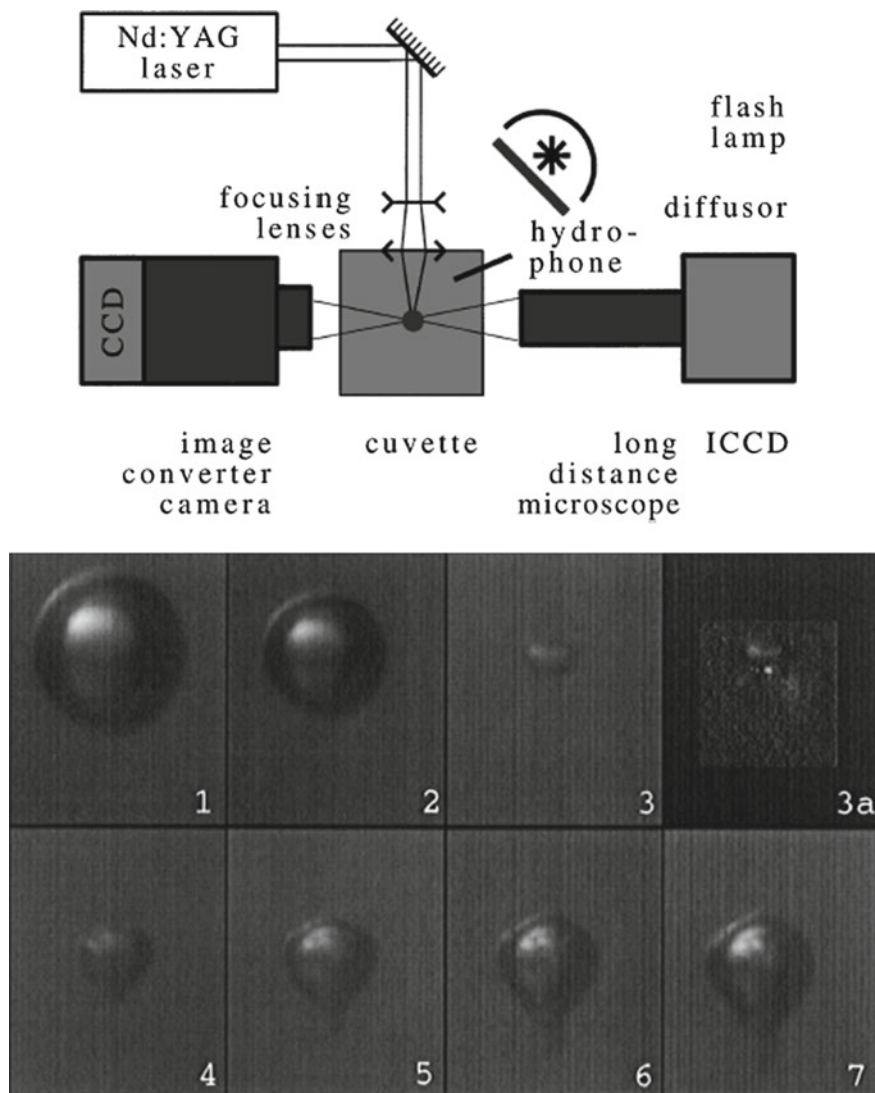 Nd:YAG
laser
flash
lamp
focusing
lenses
diffusor
hydro-
phone
CCD
image
converter
camera
cuvette
long
distance
microscope
ICCD
1
2
3
3a
4
5
6
7